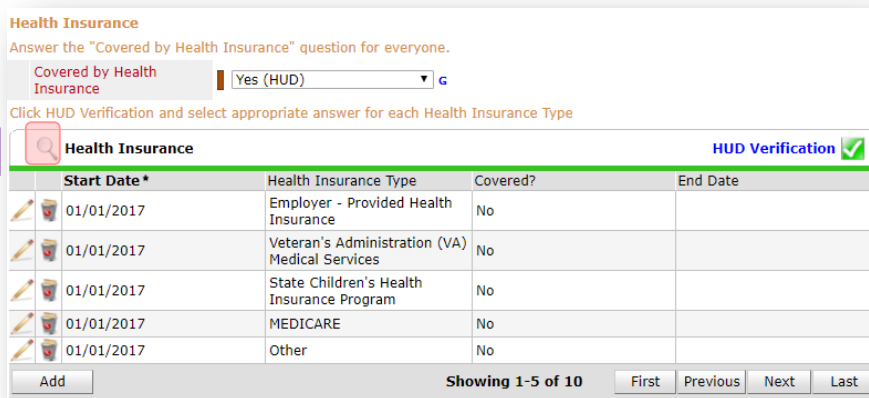 Health Insurance
Answer the "Covered by Health Insurance" question for everyone.
Covered by Health
Insurance
Yes (HUD)
G
Click HUD Verification and select appropriate answer for each Health Insurance Type
Health Insurance
HUD Verification
Start Date * Health Insurance Type Covered? End Date
01/01/2017 Employer - Provided Health
Insurance No
01/01/2017 Veteran's Administration (VA)
Medical Services No
01/01/2017 State Children's Health
Insurance Program No
01/01/2017 MEDICARE No
01/01/2017 Other No
Add Showing 1-5 of 10 First Previous Next Last